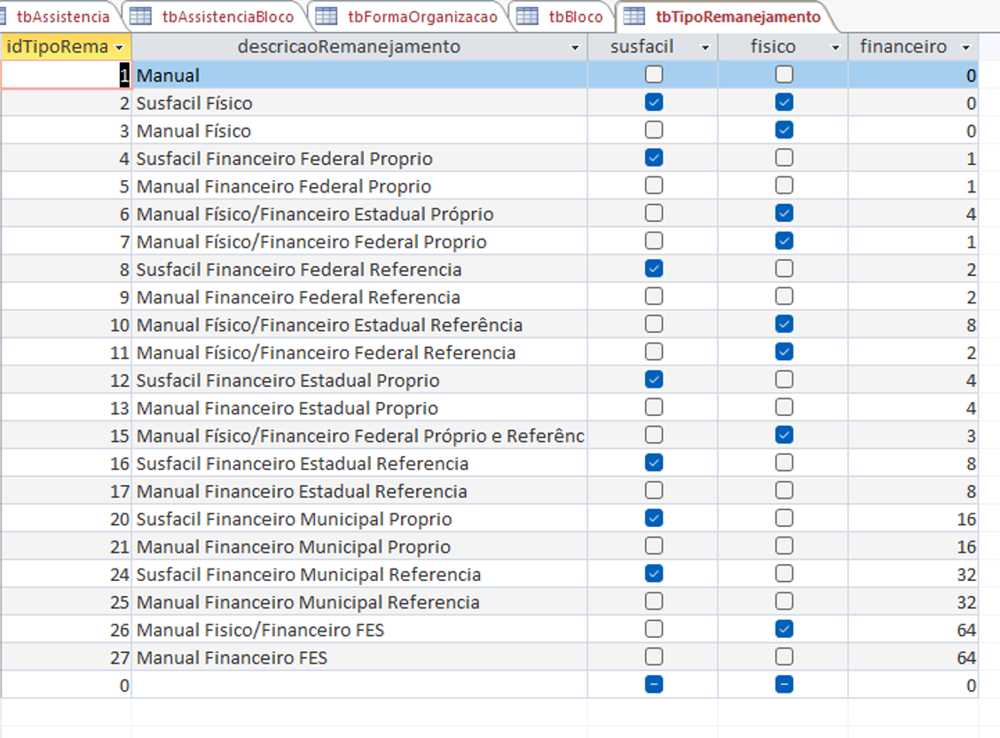 tbAssistencia tbAssistenciaBloco tbFormaOrganizacao tbBloco tbTipoRemanejamento
idTipoRema descricaoRemanejamento susfacil fisico financeiro
1 Manual 0
2 Susfacil Físico 0
3 Manual Físico 0
4 Susfacil Financeiro Federal Proprio 1
5 Manual Financeiro Federal Proprio 1
6 Manual Físico/Financeiro Estadual Próprio 4
7 Manual Físico/Financeiro Federal Proprio 1
8 Susfacil Financeiro Federal Referencia 2
9 Manual Financeiro Federal Referencia 2
10 Manual Físico/Financeiro Estadual Referência 8
11 Manual Físico/Financeiro Federal Referencia 2
12 Susfacil Financeiro Estadual Proprio 4
13 Manual Financeiro Estadual Proprio 4
15 Manual Físico/Financeiro Federal Próprio e Referênc 3
16 Susfacil Financeiro Estadual Referencia 8
17 Manual Financeiro Estadual Referencia 8
20 Susfacil Financeiro Municipal Proprio 16
21 Manual Financeiro Municipal Proprio 16
24 Susfacil Financeiro Municipal Referencia 32
25 Manual Financeiro Municipal Referencia 32
26 Manual Fisico/Financeiro FES 64
27 Manual Financeiro FES 64
0 0